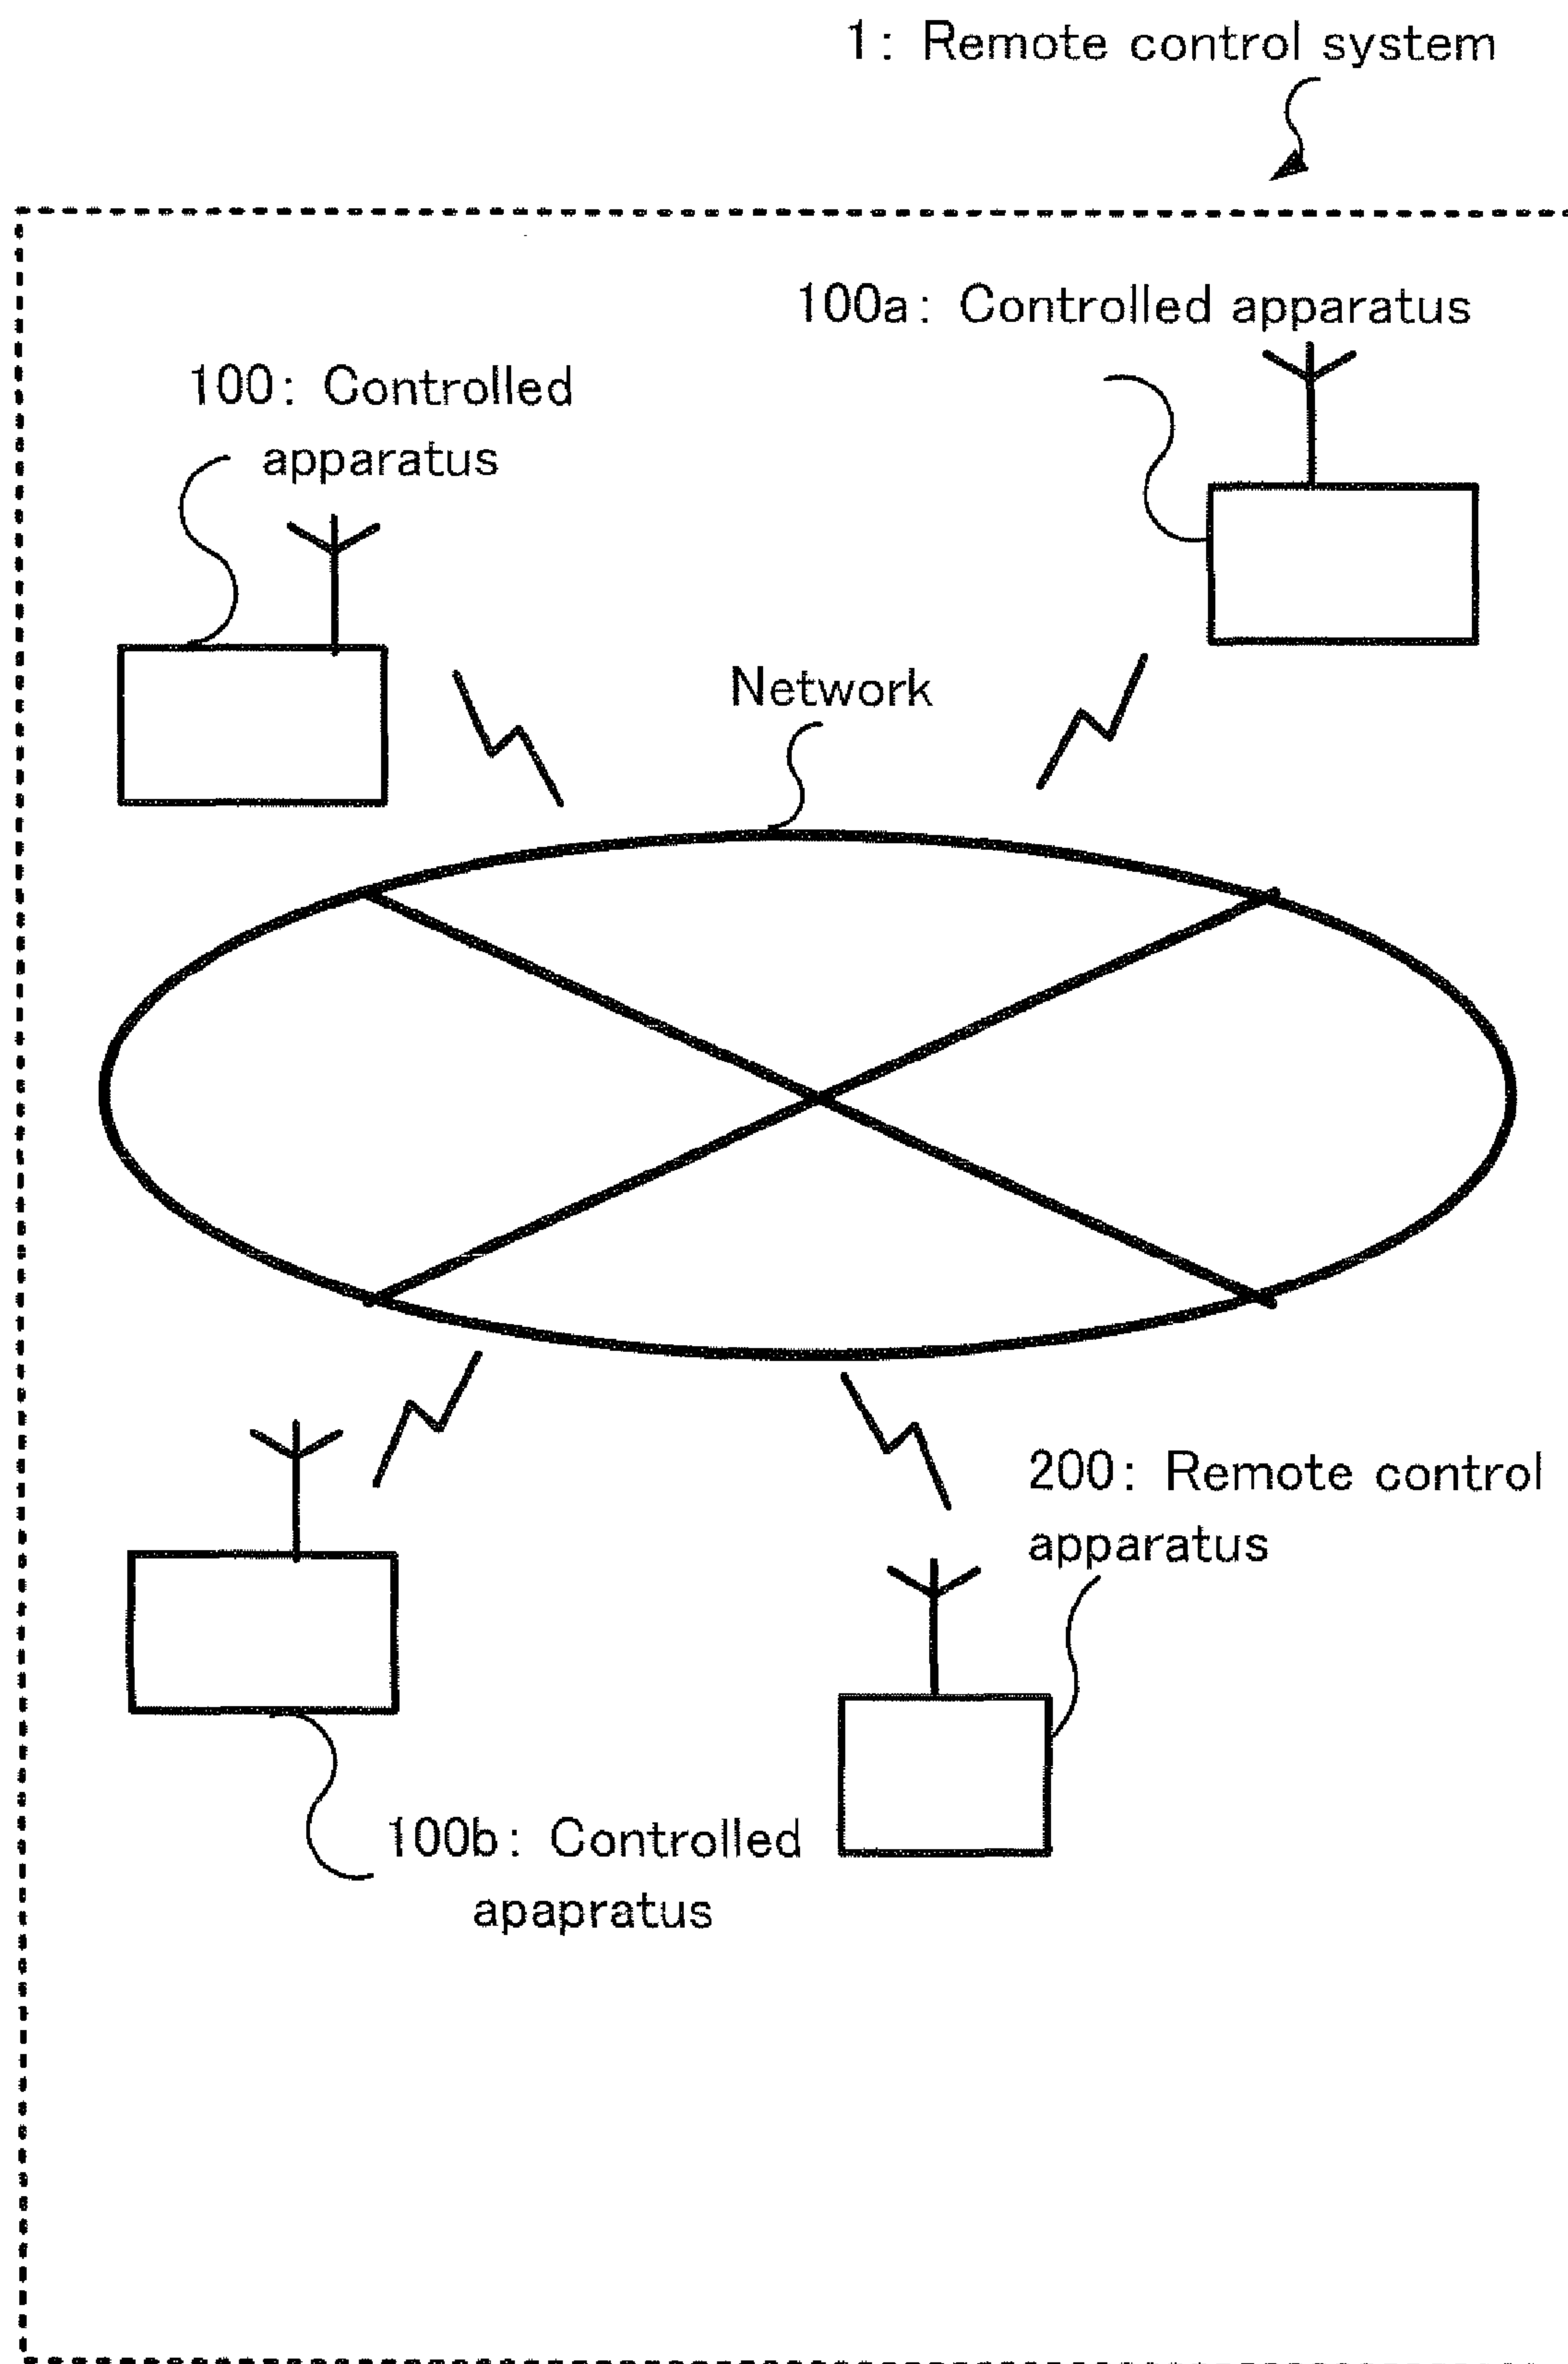 1: Remote control system
100a: Controlled apparatus
100: Controlled
apparatus
Network
200: Remote control
apparatus
100b: Controlled
apapratus